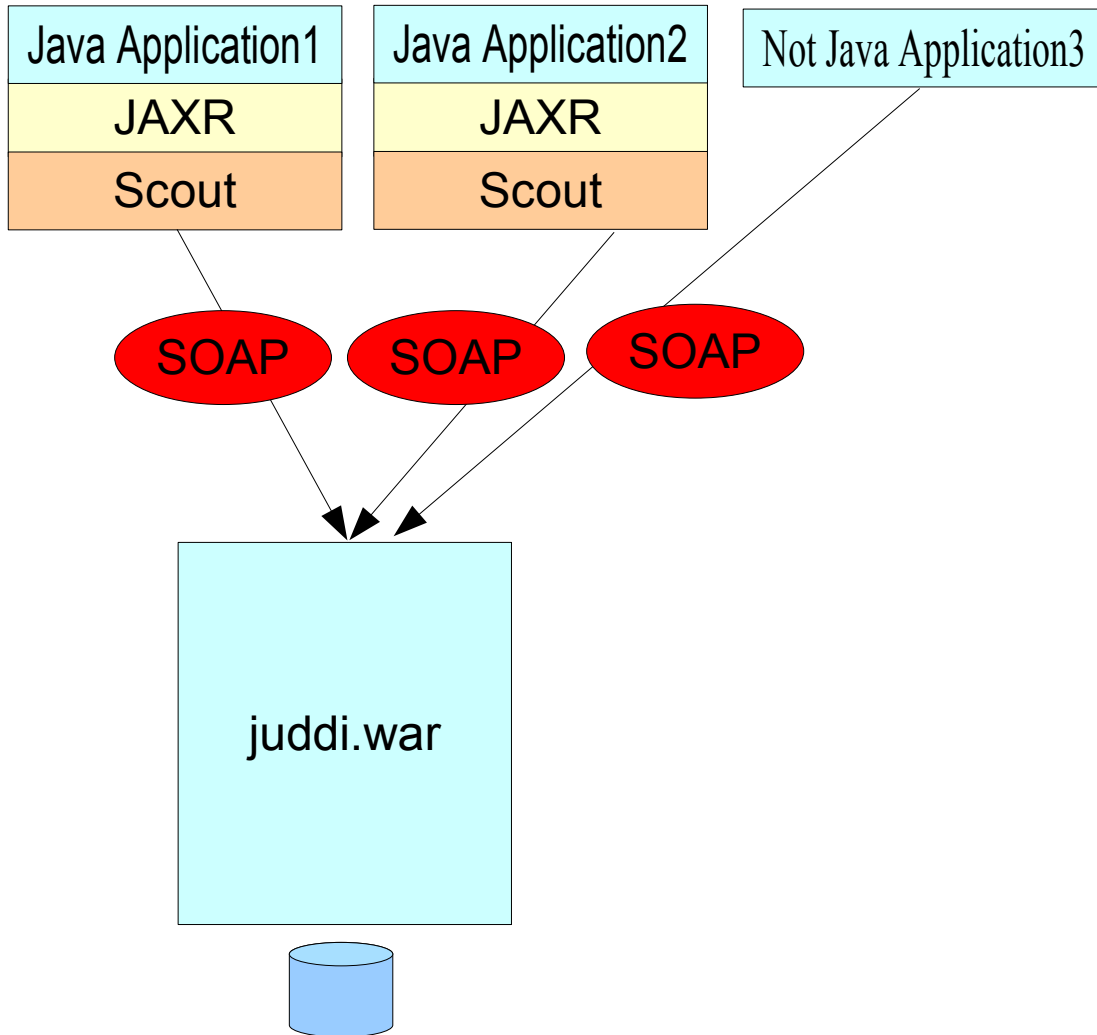 Java Application1
Java Application2
Not Java Application3
JAXR
JAXR
Scout
Scout
SOAP
SOAP
SOAP
juddi.war